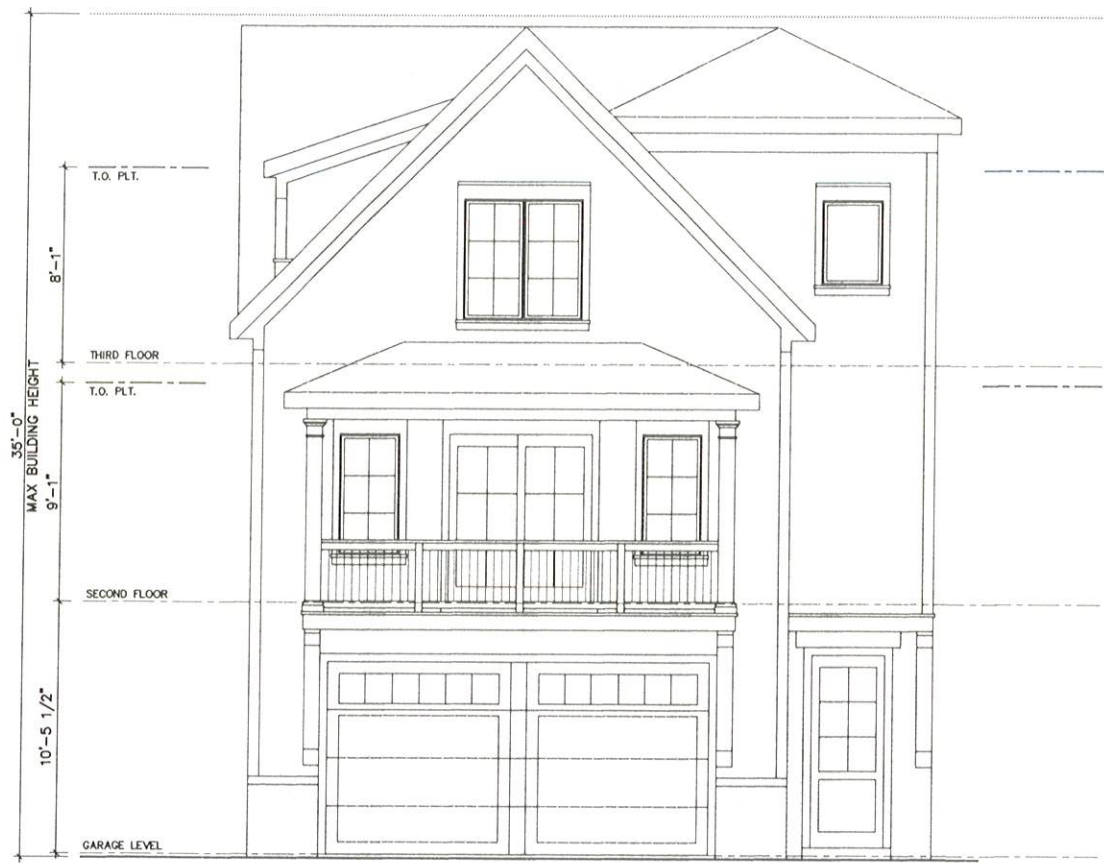 T.O. PLT.
8'-1"
THIRD FLOOR
T.O. PLT.
35'-0"
MAX BUILDING HEIGHT
9'-1"
SECOND FLOOR
10'-5 1/2"
GARAGE LEVEL